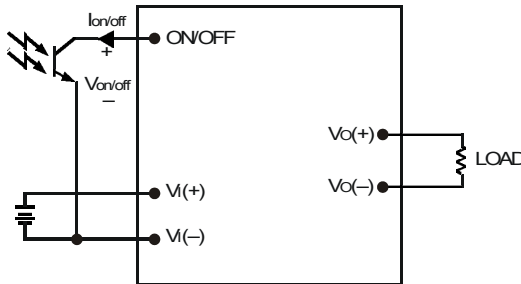 Ion/off
ON/OFF
+
Von/off
–
VO(+)
LOAD
VO(–)
VI(+)
VI(–)